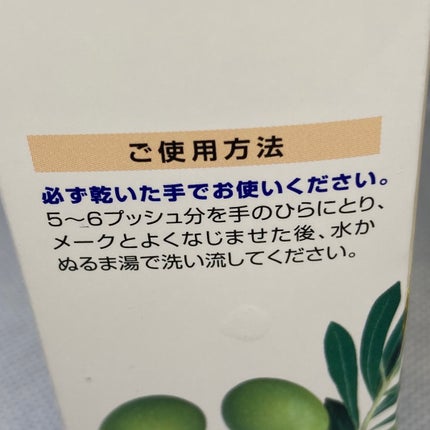 ご使用方法
必ず乾いた手でお使いください。
5〜6プッシュ分を手のひらにとり、
メークとよくなじませた後、水か
ぬるま湯で洗い流してください。